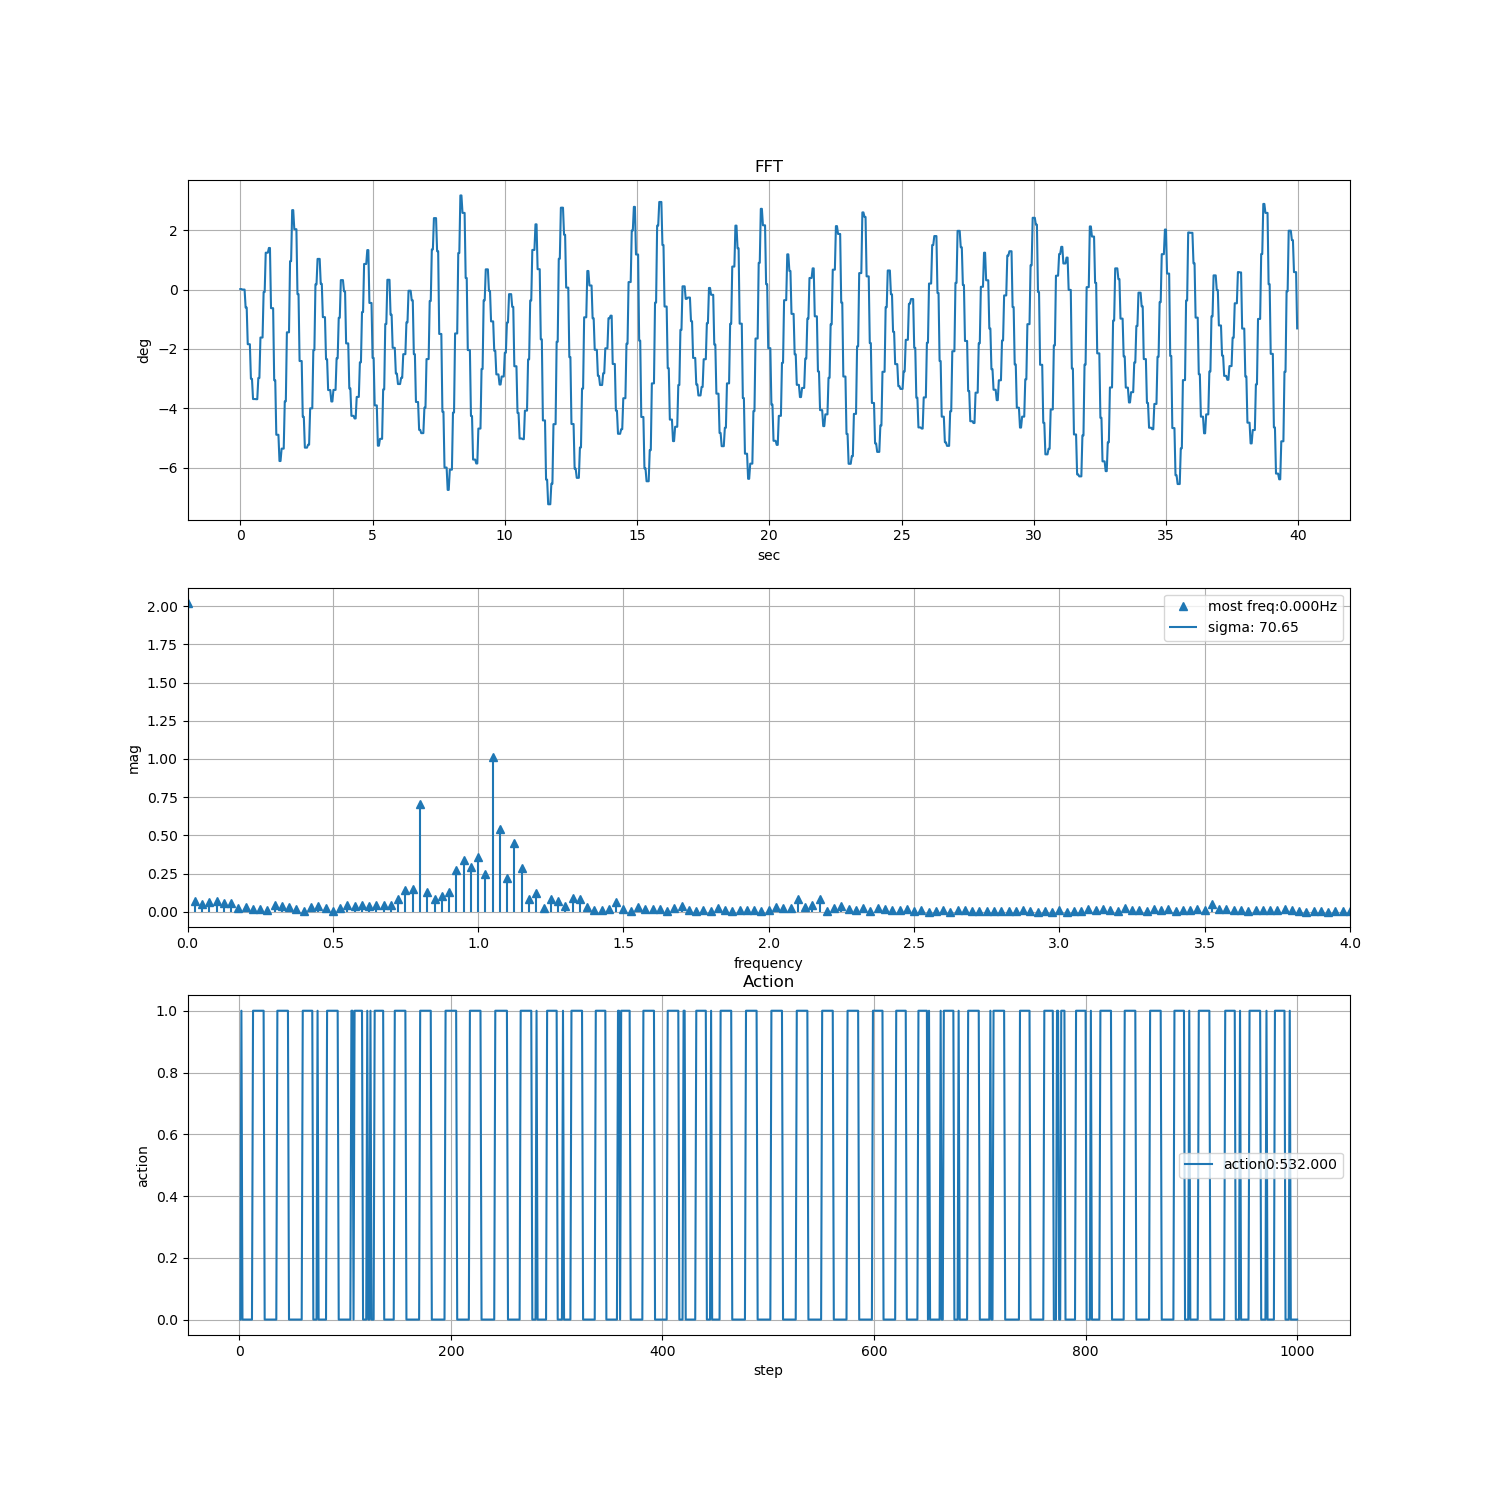 FFT
2
0
−2
−4
−6
deg
0 5 10 15 20 25 30 35 40
sec
2.00
1.75
1.50
1.25
1.00
0.75
0.50
0.25
0.00
mag
most freq:0.000Hz
sigma: 70.65
0.0 0.5 1.0 1.5 2.0 2.5 3.0 3.5 4.0
frequency
Action
1.0
0.8
0.6
0.4
0.2
0.0
action
action0:532.000
0 200 400 600 800 1000
step